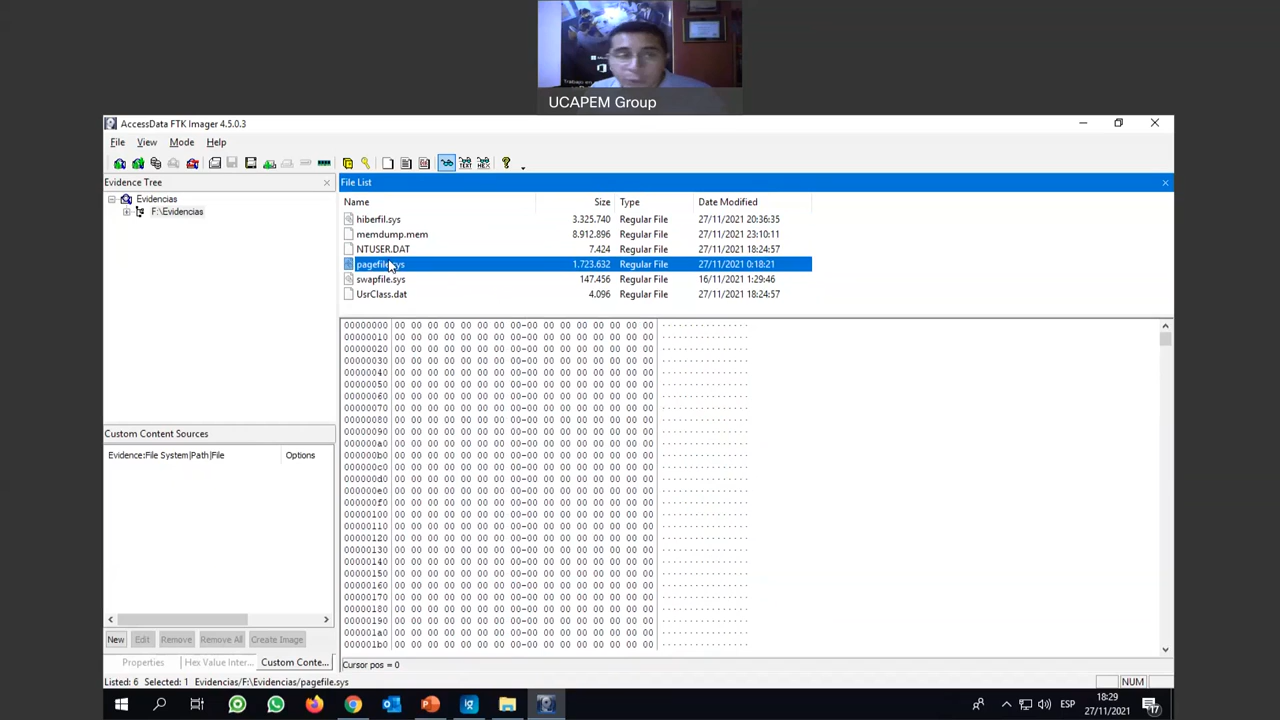 UCAPEM Group
AccessData FTK Imager 4.5.0.3
File View Mode Help
Evidence Tree
File List
Evidencias
F:\Evidencias
Name Size Type Date Modified
hiberfil.sys 3.325.740 Regular File 27/11/2021 20:36:35
memdump.mem 8.912.896 Regular File 27/11/2021 23:10:11
NTUSER.DAT 7.424 Regular File 27/11/2021 18:24:57
pagefile.sys 1.723.632 Regular File 27/11/2021 0:18:21
swapfile.sys 147.456 Regular File 16/11/2021 1:29:46
UsrClass.dat 4.096 Regular File 27/11/2021 18:24:57
00000000 00 00 00 00 00 00 00 00-00 00 00 00 00 00 00 00 ················
00000010 00 00 00 00 00 00 00 00-00 00 00 00 00 00 00 00 ················
00000020 00 00 00 00 00 00 00 00-00 00 00 00 00 00 00 00 ················
00000030 00 00 00 00 00 00 00 00-00 00 00 00 00 00 00 00 ················
00000040 00 00 00 00 00 00 00 00-00 00 00 00 00 00 00 00 ················
00000050 00 00 00 00 00 00 00 00-00 00 00 00 00 00 00 00 ················
00000060 00 00 00 00 00 00 00 00-00 00 00 00 00 00 00 00 ················
00000070 00 00 00 00 00 00 00 00-00 00 00 00 00 00 00 00 ················
00000080 00 00 00 00 00 00 00 00-00 00 00 00 00 00 00 00 ················
00000090 00 00 00 00 00 00 00 00-00 00 00 00 00 00 00 00 ················
000000a0 00 00 00 00 00 00 00 00-00 00 00 00 00 00 00 00 ················
000000b0 00 00 00 00 00 00 00 00-00 00 00 00 00 00 00 00 ················
000000c0 00 00 00 00 00 00 00 00-00 00 00 00 00 00 00 00 ················
000000d0 00 00 00 00 00 00 00 00-00 00 00 00 00 00 00 00 ················
000000e0 00 00 00 00 00 00 00 00-00 00 00 00 00 00 00 00 ················
000000f0 00 00 00 00 00 00 00 00-00 00 00 00 00 00 00 00 ················
00000100 00 00 00 00 00 00 00 00-00 00 00 00 00 00 00 00 ················
00000110 00 00 00 00 00 00 00 00-00 00 00 00 00 00 00 00 ················
00000120 00 00 00 00 00 00 00 00-00 00 00 00 00 00 00 00 ················
00000130 00 00 00 00 00 00 00 00-00 00 00 00 00 00 00 00 ················
00000140 00 00 00 00 00 00 00 00-00 00 00 00 00 00 00 00 ················
00000150 00 00 00 00 00 00 00 00-00 00 00 00 00 00 00 00 ················
00000160 00 00 00 00 00 00 00 00-00 00 00 00 00 00 00 00 ················
00000170 00 00 00 00 00 00 00 00-00 00 00 00 00 00 00 00 ················
00000180 00 00 00 00 00 00 00 00-00 00 00 00 00 00 00 00 ················
00000190 00 00 00 00 00 00 00 00-00 00 00 00 00 00 00 00 ················
000001a0 00 00 00 00 00 00 00 00-00 00 00 00 00 00 00 00 ················
000001b0 00 00 00 00 00 00 00 00-00 00 00 00 00 00 00 00 ················
Custom Content Sources
Evidence:File System|Path|File Options
New Edit Remove Remove All Create Image
Properties Hex Value Inter... Custom Conte...
Cursor pos = 0
Listed: 6 Selected: 1 Evidencias/F:\Evidencias/pagefile.sys
NUM
ESP
18:29
27/11/2021
17